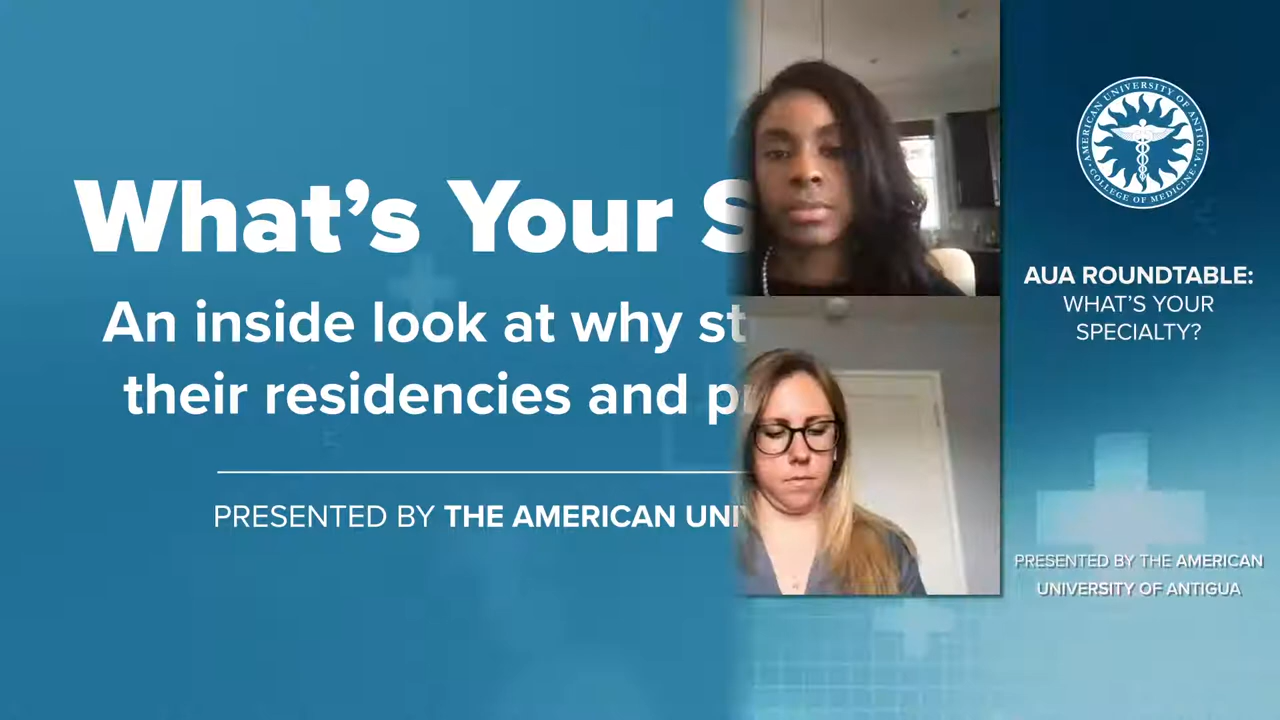 What's Your S
An inside look at why st
their residencies and p
PRESENTED BY THE AMERICAN UNI
AMERICAN UNIVERSITY OF ANTIGUA
COLLEGE OF MEDICINE
AUA ROUNDTABLE:
WHAT'S YOUR
SPECIALTY?
PRESENTED BY THE AMERICAN
UNIVERSITY OF ANTIGUA